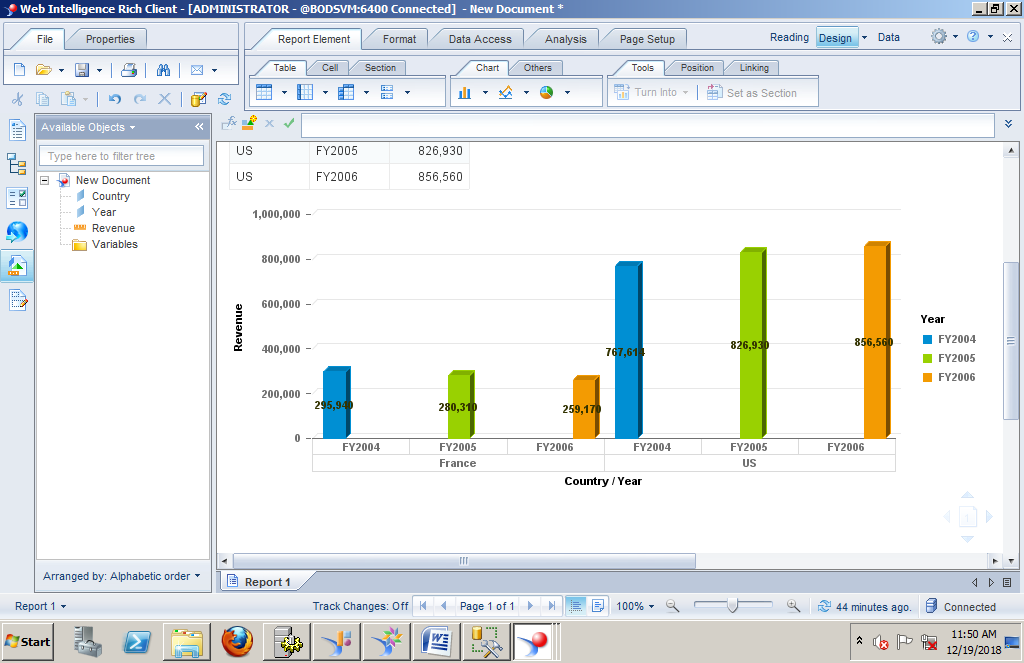 Web Intelligence Rich Client - [ADMINISTRATOR - @BODSVM:6400 Connected] - New Document *
File
Properties
Report Element
Format
Data Access
Analysis
Page Setup
Reading
Design
Data
Table
Cell
Section
Chart
Others
Tools
Position
Linking
Turn Into
Set as Section
Available Objects
Type here to filter tree
New Document
Country
Year
Revenue
Variables
Arranged by: Alphabetic order
US FY2005 826,930
US FY2006 856,560
1,000,000
800,000
600,000
400,000
200,000
0
Revenue
295,940
280,310
259,170
767,614
826,930
856,560
FY2004 FY2005 FY2006 FY2004 FY2005 FY2006
France US
Country / Year
Year
FY2004
FY2005
FY2006
1
Report 1
Report 1
Track Changes: Off
Page 1 of 1
100%
44 minutes ago.
Connected
Start
11:50 AM
12/19/2018